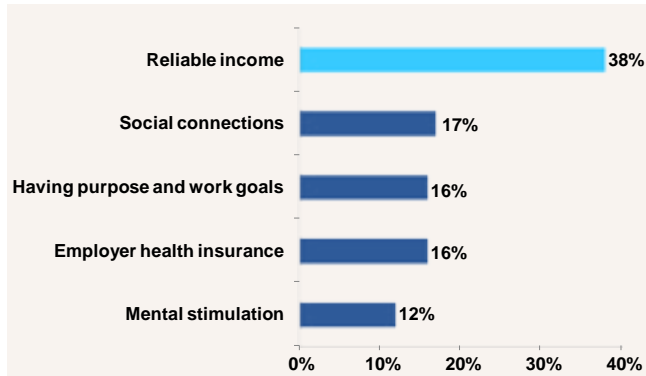 Reliable income 38%
Social connections 17%
Having purpose and work goals 16%
Employer health insurance 16%
Mental stimulation 12%
0% 10% 20% 30% 40%